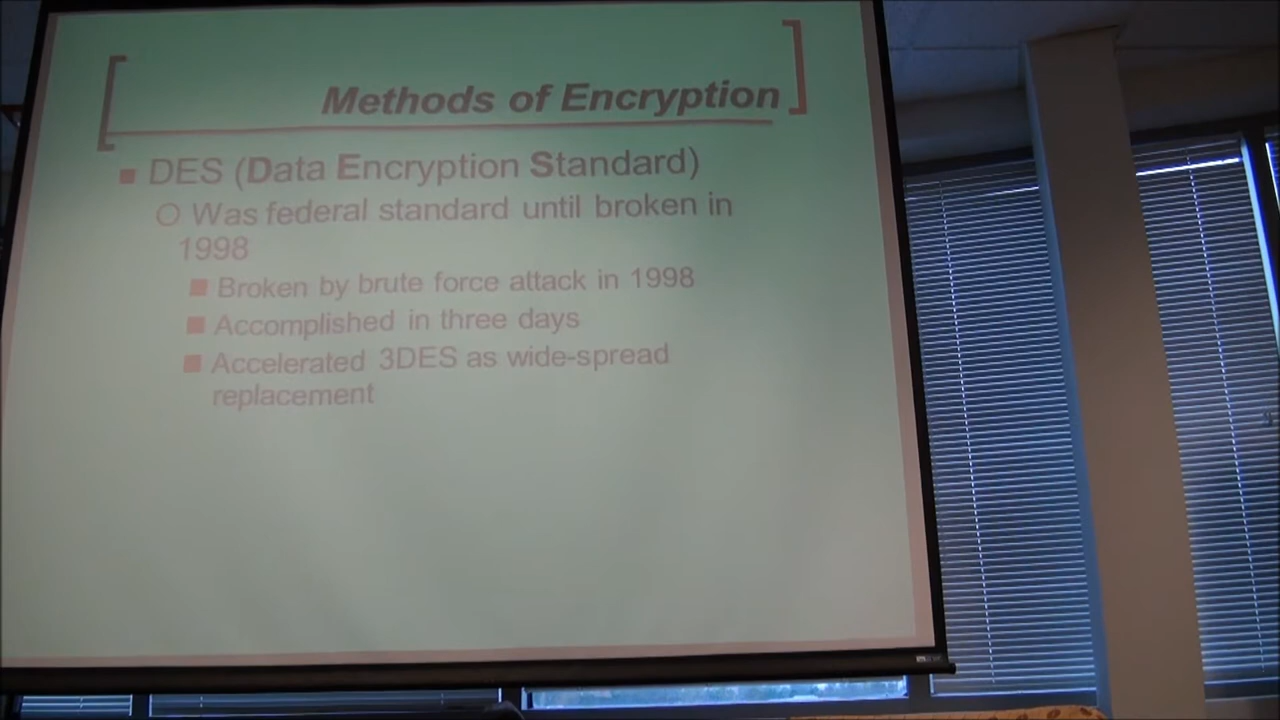 Methods of Encryption
DES (Data Encryption Standard)
Was federal standard until broken in
1998
Broken by brute force attack in 1998
Accomplished in three days
Accelerated 3DES as wide-spread
replacement